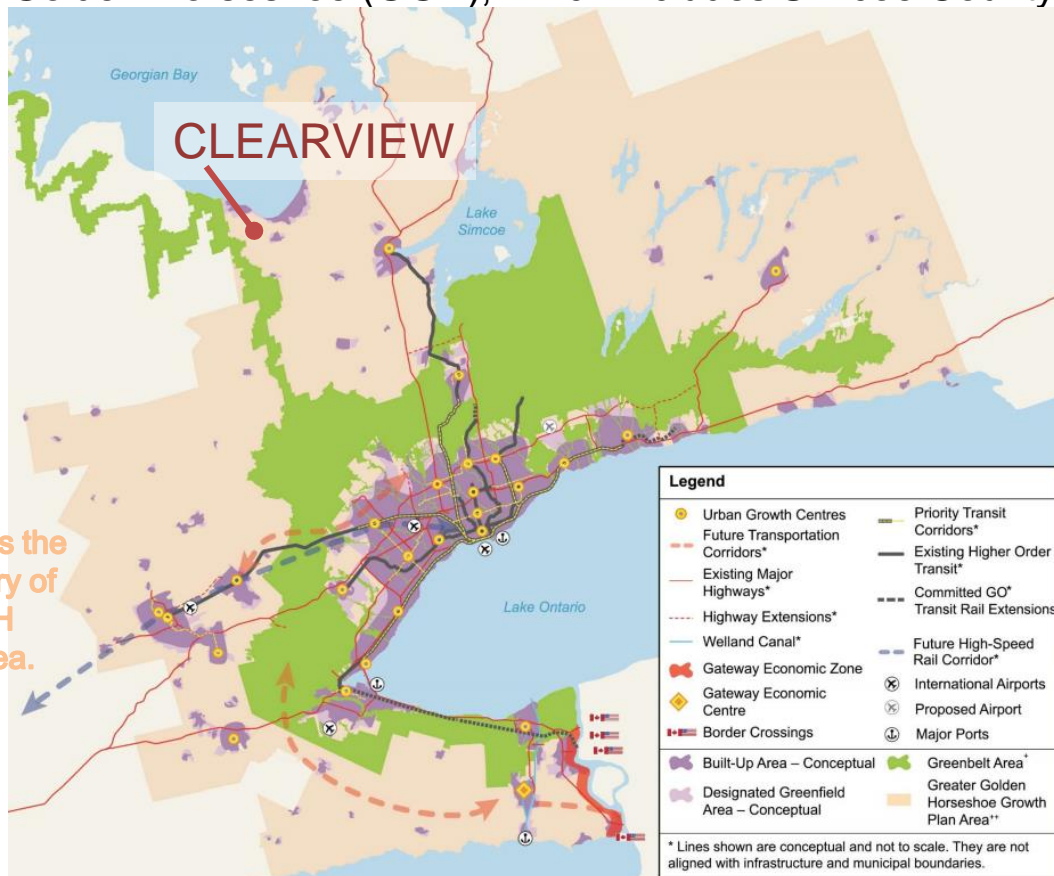 Georgian Bay
CLEARVIEW
Lake
Simcoe
s the
ry of
H
ea.
Lake Ontario
Legend
Urban Growth Centres
Future Transportation
Corridors*
Existing Major
Highways*
Highway Extensions*
Welland Canal*
Gateway Economic Zone
Gateway Economic
Centre
Border Crossings
Priority Transit
Corridors*
Existing Higher Order
Transit*
Committed GO*
Transit Rail Extensions
Future High-Speed
Rail Corridor*
International Airports
Proposed Airport
Major Ports
Built-Up Area – Conceptual
Designated Greenfield
Area – Conceptual
Greenbelt Area+
Greater Golden
Horseshoe Growth
Plan Area++
* Lines shown are conceptual and not to scale. They are not
aligned with infrastructure and municipal boundaries.